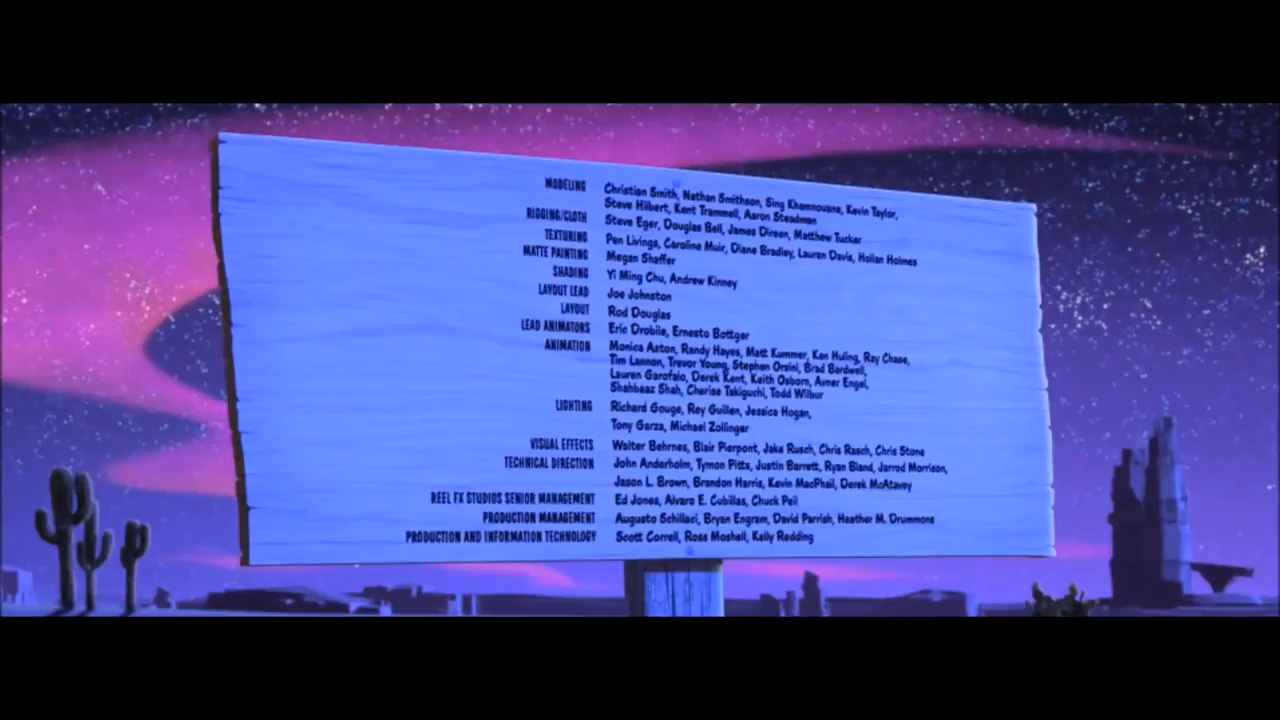 MODELING Christian Smith, Nathan Smithson, Sing Khamnouane, Kevin Taylor,
Steve Hilbert, Kent Trammell, Aaron Steadman
RIGGING/CLOTH Steve Eger, Douglas Bell, James Direen, Matthew Tucker
TEXTURING Pen Livings, Caroline Muir, Diane Bradley, Lauren Davis, Hollan Holmes
MATTE PAINTING Megan Shaffer
SHADING Yi Ming Chu, Andrew Kinney
LAYOUT LEAD Joe Johnston
LAYOUT Rod Douglas
LEAD ANIMATORS Eric Drobile, Ernesto Bottger
ANIMATION Monica Aston, Randy Hayes, Matt Kummer, Ken Huling, Ray Chase,
Tim Lannon, Trevor Young, Stephen Orsini, Brad Bardwell,
Lauren Garofalo, Derek Kent, Keith Osborn, Avner Engel,
Shahbaaz Shah, Cherise Takiguchi, Todd Wilbur
LIGHTING Richard Gouge, Rey Guillen, Jessica Hogan,
Tony Garza, Michael Zollinger
VISUAL EFFECTS Walter Behrnes, Blair Pierpont, Jake Rusch, Chris Rasch, Chris Stone
TECHNICAL DIRECTION John Anderholm, Tymon Pitts, Justin Barrett, Ryan Bland, Jarrod Morrison,
Jason L. Brown, Brandon Harris, Kevin MacPhail, Derek McAtavey
REEL FX STUDIOS SENIOR MANAGEMENT Ed Jones, Alvaro E. Cubillas, Chuck Peil
PRODUCTION MANAGEMENT Augusto Schillaci, Bryan Engram, David Parrish, Heather M. Drummons
PRODUCTION AND INFORMATION TECHNOLOGY Scott Correll, Ross Moshell, Kelly Redding